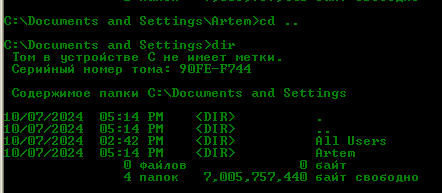 C:\Documents and Settings\Artem>cd ..
C:\Documents and Settings>dir
Том в устройстве C не имеет метки.
Серийный номер тома: 90FE-F744
Содержимое папки C:\Documents and Settings
10/07/2024 05:14 PM <DIR> .
10/07/2024 05:14 PM <DIR> ..
10/07/2024 02:42 PM <DIR> All Users
10/07/2024 05:14 PM <DIR> Artem
0 файлов 0 байт
4 папок 7,005,757,440 байт свободно